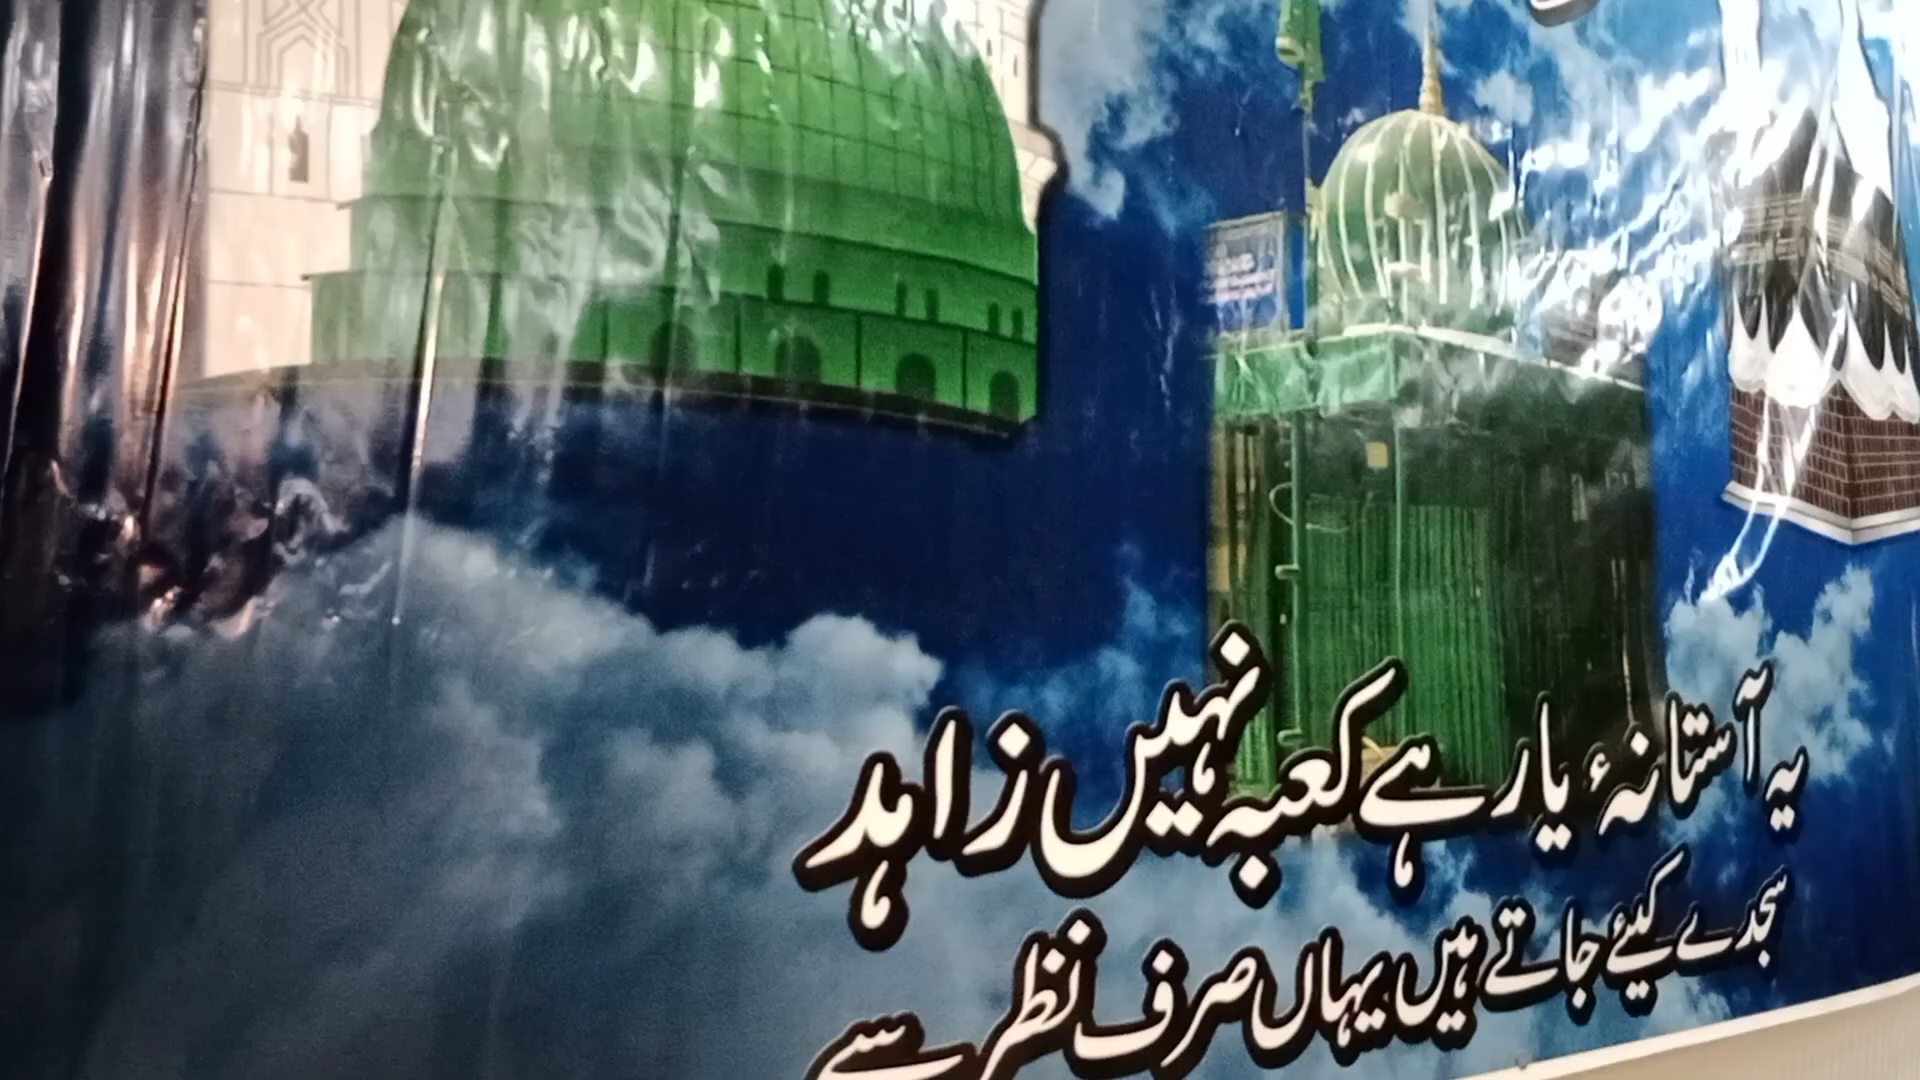 یہ آستانۂ یار ہے کعبہ نہیں زاہد
سجدے کیئے جاتے ہیں یہاں صرف نظر سے